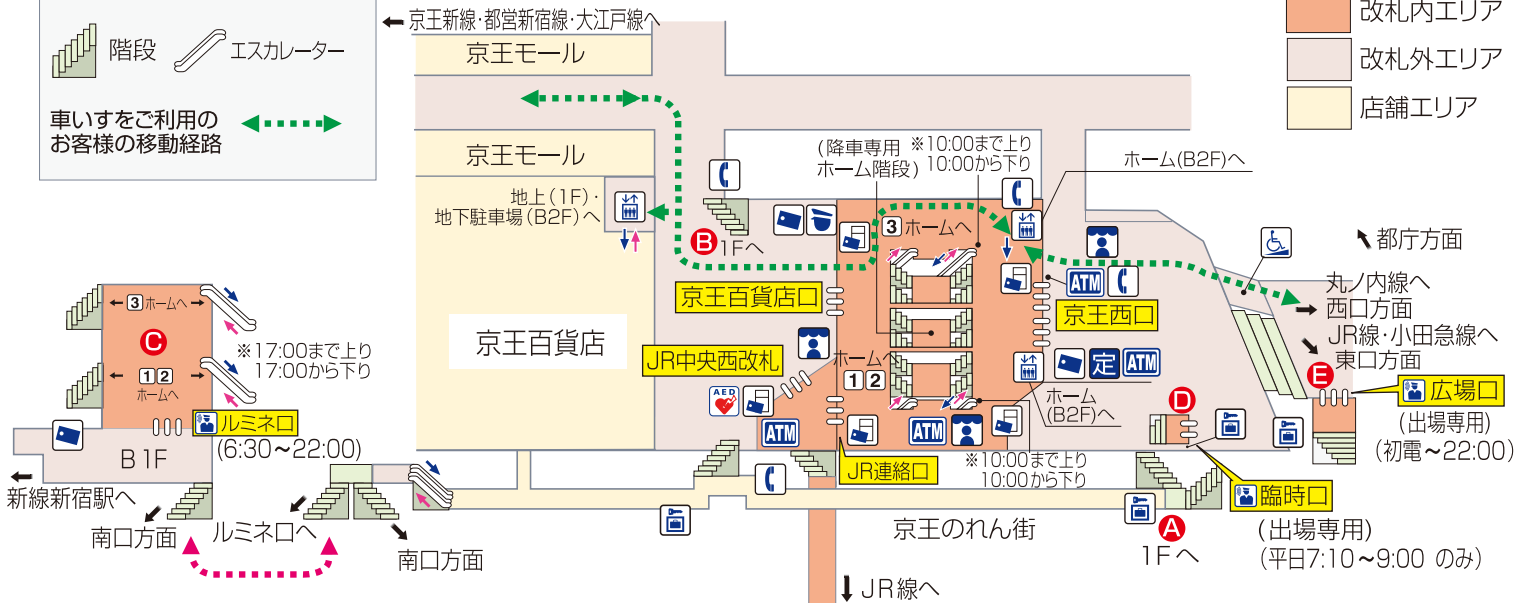 階段
エスカレーター
車いすをご利用の
お客様の移動経路
京王新線・都営新宿線・大江戸線へ
改札内エリア
改札外エリア
店舗エリア
京王モール
京王モール
地上(1F)・
地下駐車場(B2F)へ
B
1Fへ
(降車専用
ホーム階段)
※10:00まで上り
10:00から下り
ホーム(B2F)へ
3 ホームへ
都庁方面
丸ノ内線へ
西口方面
JR線・小田急線へ
東口方面
ATM
京王百貨店口
京王西口
京王百貨店
JR中央西改札
ホームへ
1 2
定
ATM
ホーム
(B2F)へ
AED
ATM
ATM
JR連絡口
※10:00まで上り
10:00から下り
D
E
広場口
(出場専用)
(初電〜22:00)
臨時口
(出場専用)
(平日7:10〜9:00 のみ)
3 ホームへ
C
※17:00まで上り
17:00から下り
1 2
ホームへ
ルミネ口
(6:30〜22:00)
B1F
新線新宿駅へ
南口方面
ルミネ口へ
南口方面
京王のれん街
A
1Fへ
JR線へ